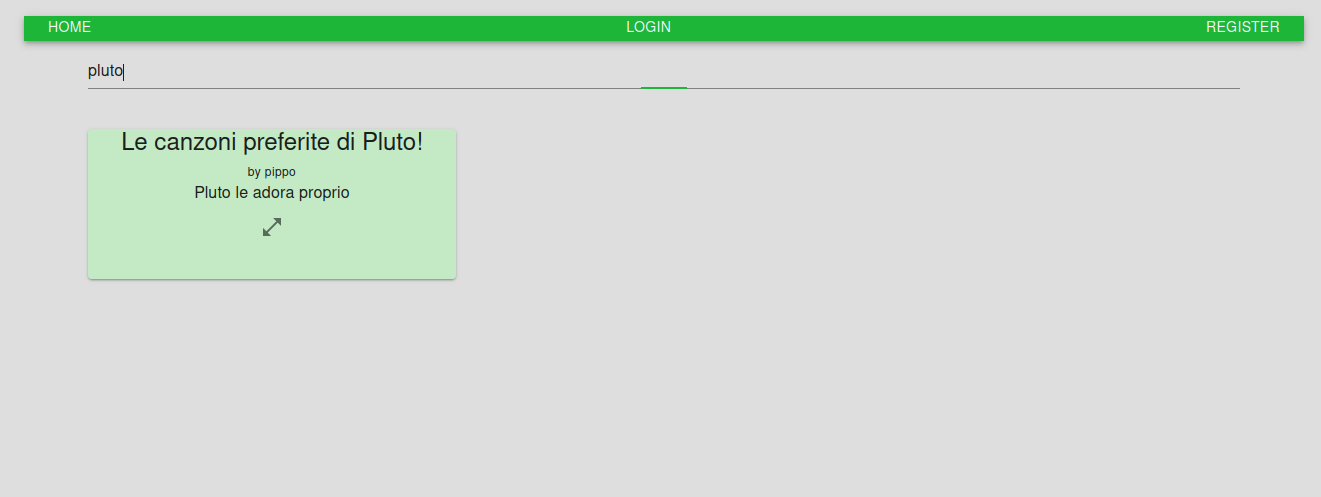 HOME LOGIN REGISTER
pluto
Le canzoni preferite di Pluto!
by pippo
Pluto le adora proprio